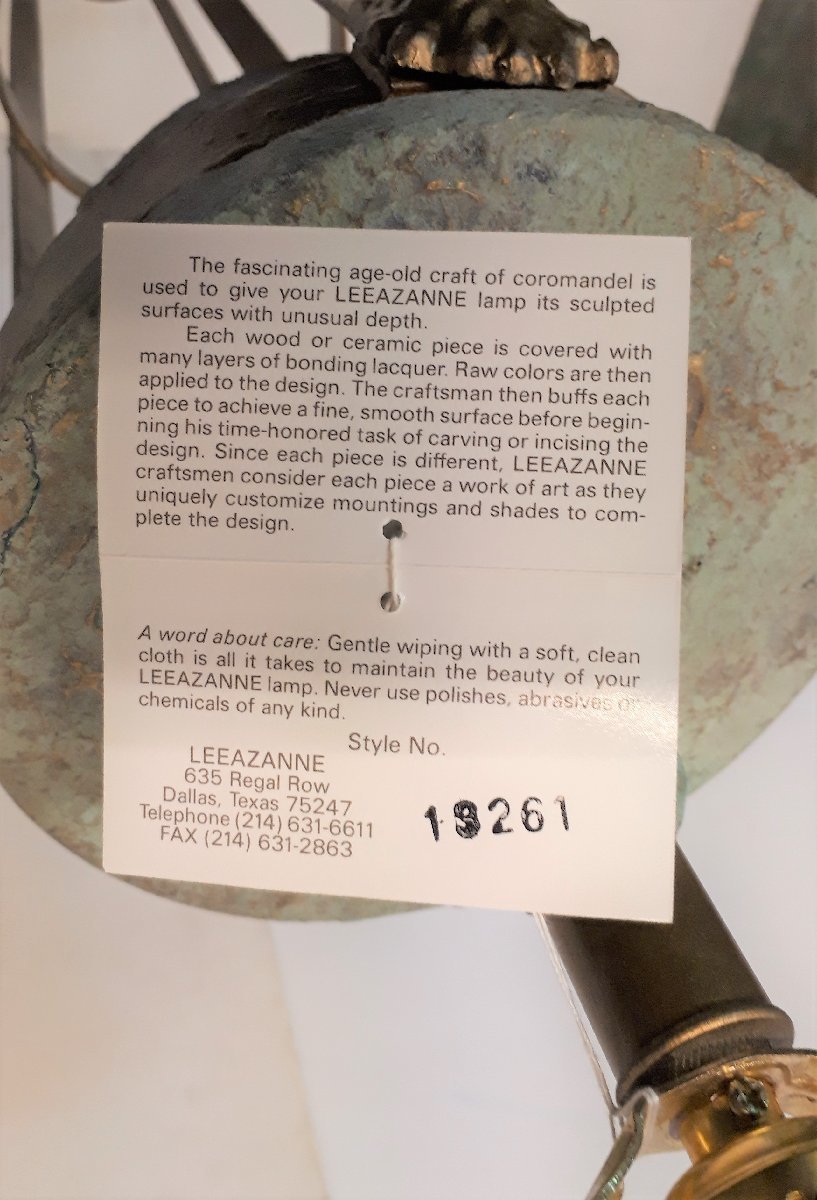 The fascinating age-old craft of coromandel is
used to give your LEEAZANNE lamp its sculpted
surfaces with unusual depth.
Each wood or ceramic piece is covered with
many layers of bonding lacquer. Raw colors are then
applied to the design. The craftsman then buffs each
piece to achieve a fine, smooth surface before begin-
ning his time-honored task of carving or incising the
design. Since each piece is different, LEEAZANNE
craftsmen consider each piece a work of art as they
uniquely customize mountings and shades to com-
plete the design.
A word about care: Gentle wiping with a soft, clean
cloth is all it takes to maintain the beauty of your
LEEAZANNE lamp. Never use polishes, abrasives or
chemicals of any kind.
Style No.
LEEAZANNE
635 Regal Row
Dallas, Texas 75247
Telephone (214) 631-6611
FAX (214) 631-2863